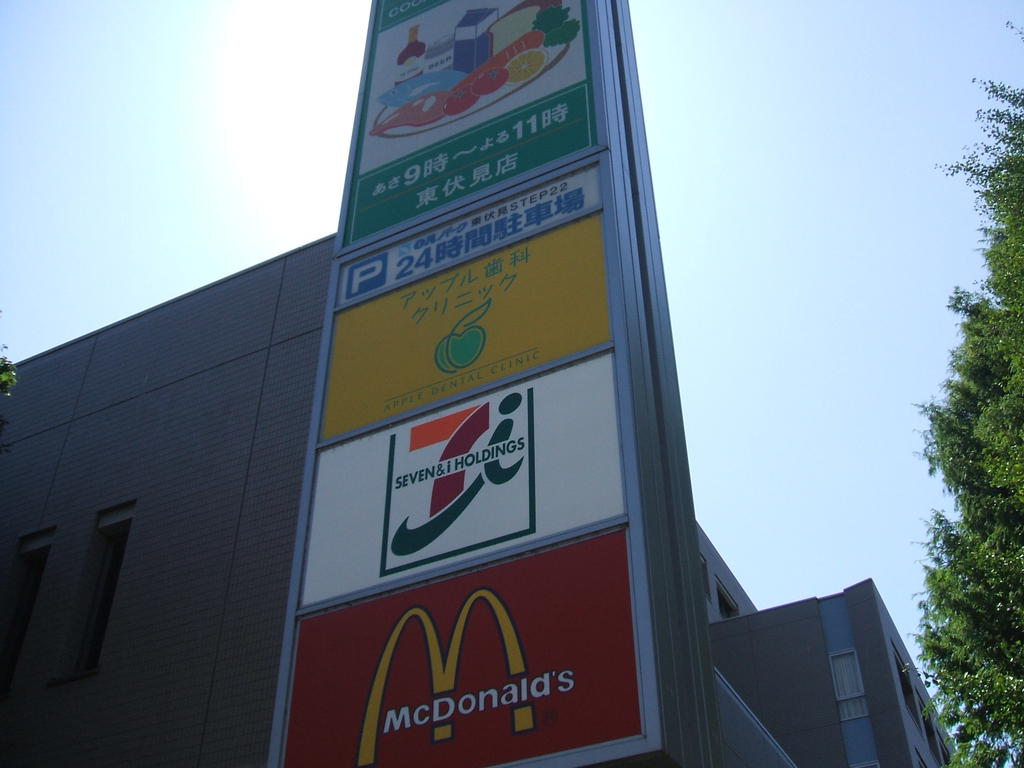 BEER
あさ9時～よる11時
東伏見店
東伏見STEP22
P 24時間駐車場
アップル歯科
クリニック
APPLE DENTAL CLINIC
SEVEN&i HOLDINGS
McDonald's